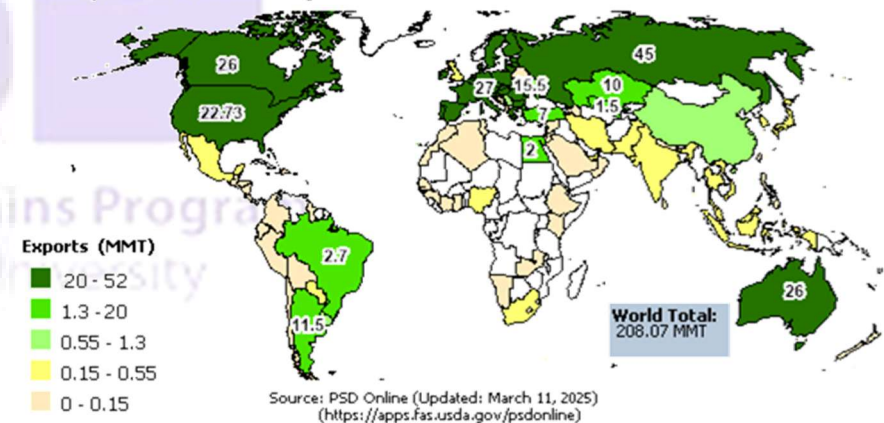 26
45
27
15.5
10
22.73
1.5
7
2
ns Program
Exports (MMT)
20 - 52
1.3 - 20
0.55 - 1.3
0.15 - 0.55
0 - 0.15
2.7
11.5
26
World Total:
208.07 MMT
Source: PSD Online (Updated: March 11, 2025)
(https://apps.fas.usda.gov/psdonline)